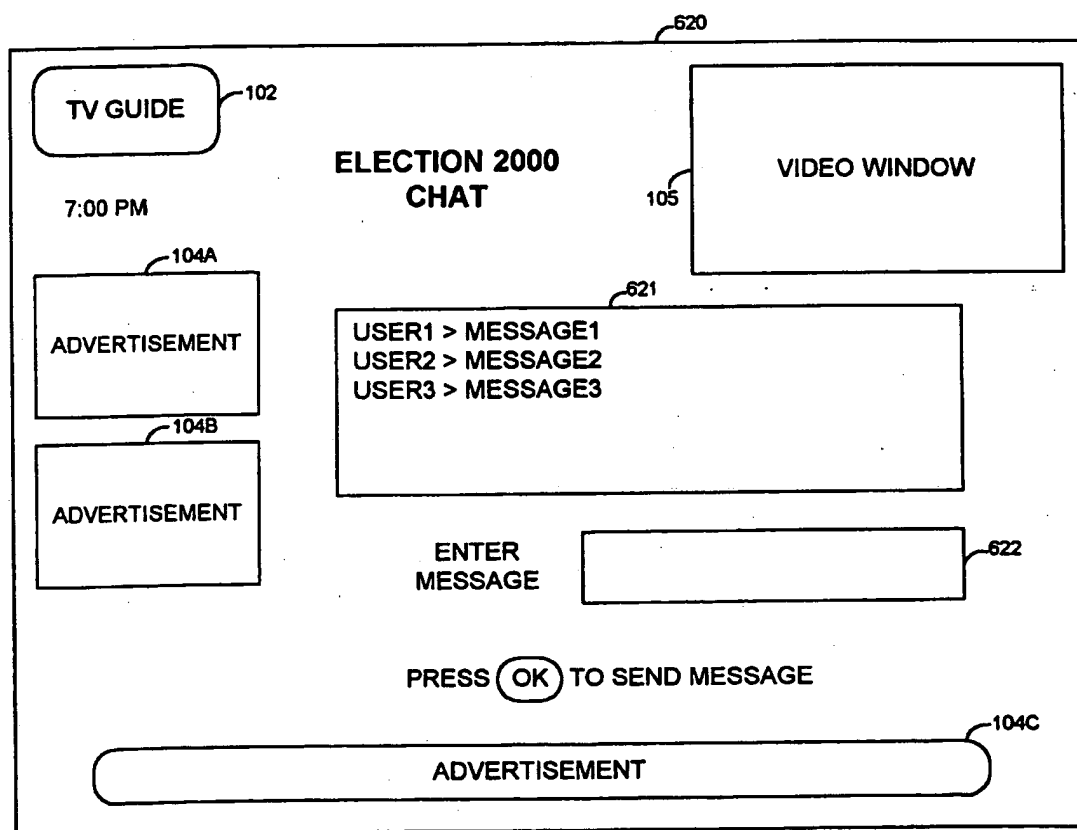 620
TV GUIDE
102
ELECTION 2000
CHAT
VIDEO WINDOW
105
7:00 PM
104A
ADVERTISEMENT
104B
ADVERTISEMENT
621
USER1 > MESSAGE1
USER2 > MESSAGE2
USER3 > MESSAGE3
ENTER
MESSAGE
622
PRESS OK TO SEND MESSAGE
104C
ADVERTISEMENT